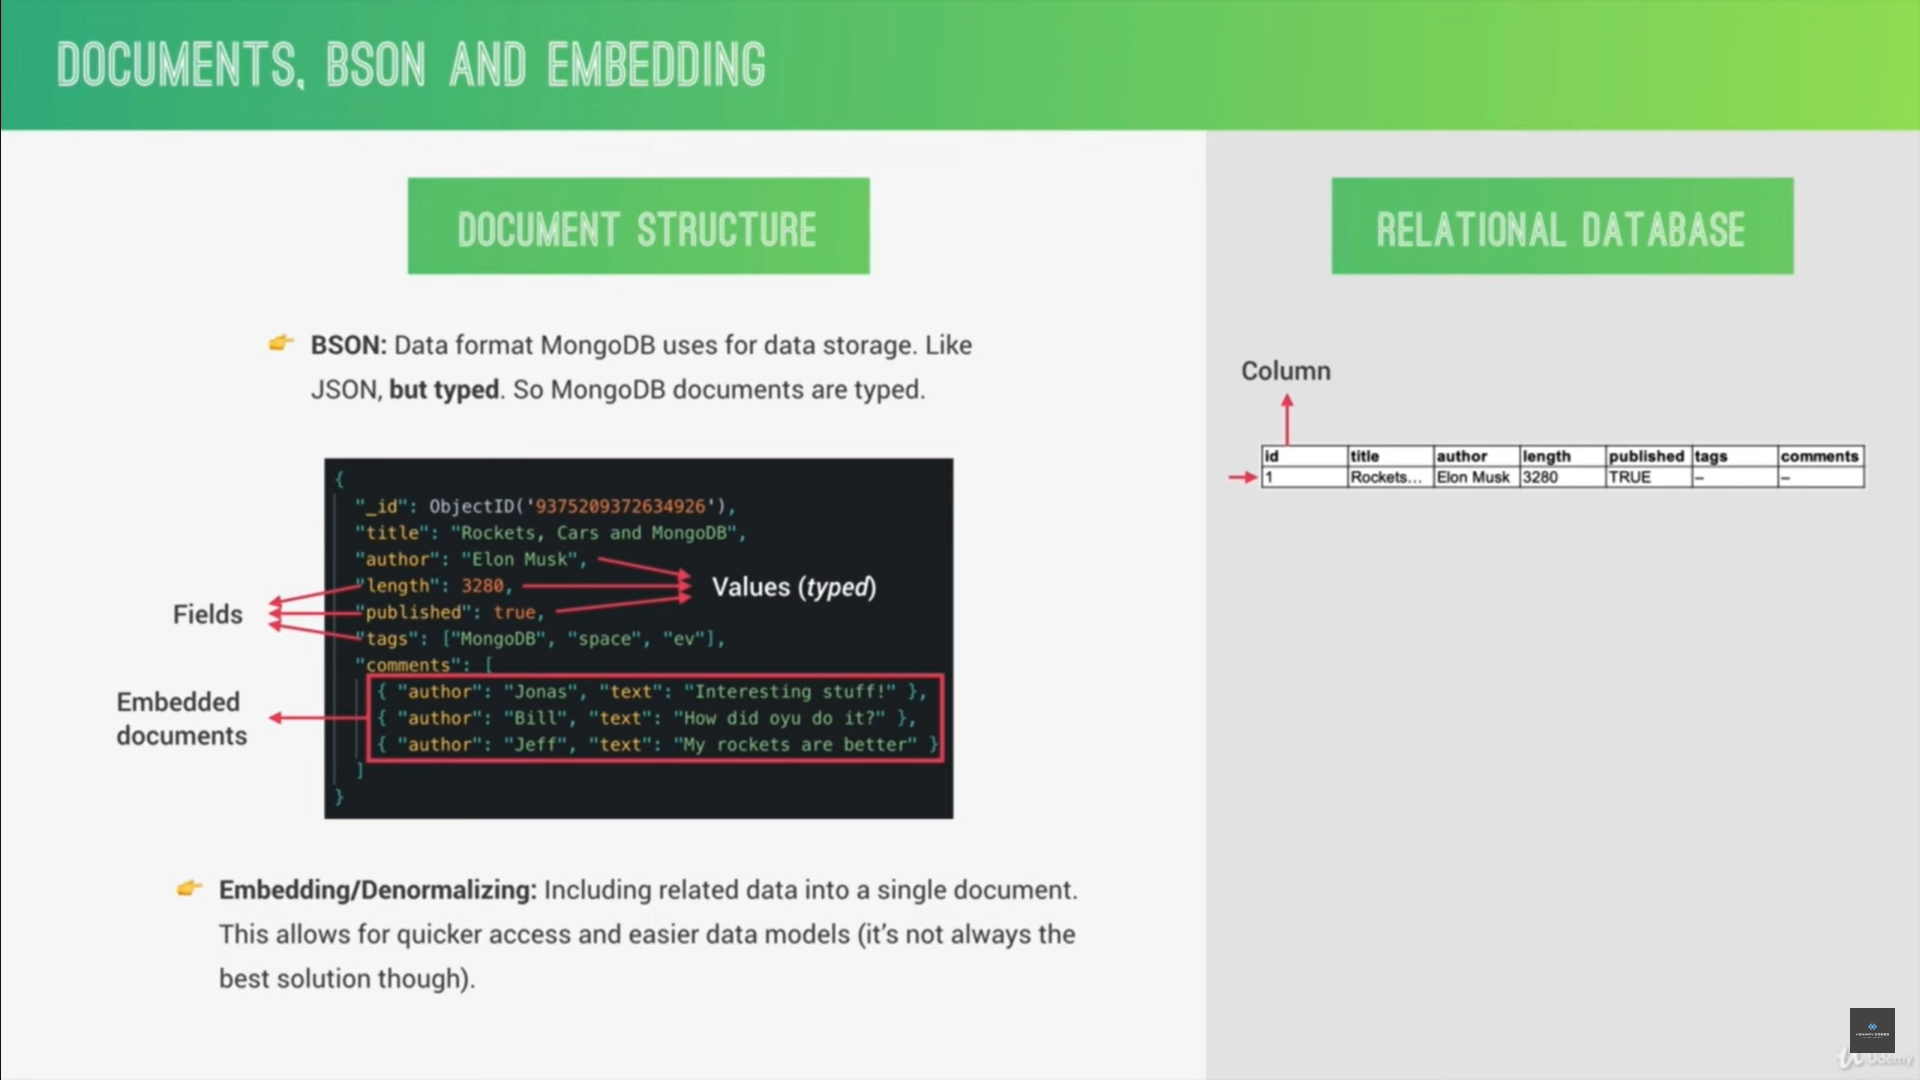 DOCUMENTS, BSON AND EMBEDDING
DOCUMENT STRUCTURE
BSON: Data format MongoDB uses for data storage. Like
JSON, but typed. So MongoDB documents are typed.
{
"_id": ObjectID('9375209372634926'),
"title": "Rockets, Cars and MongoDB",
"author": "Elon Musk",
"length": 3280,
"published": true,
"tags": ["MongoDB", "space", "ev"],
"comments": [
{ "author": "Jonas", "text": "Interesting stuff!" },
{ "author": "Bill", "text": "How did oyu do it?" },
{ "author": "Jeff", "text": "My rockets are better" }
]
}
Values (typed)
Fields
Embedded
documents
Embedding/Denormalizing: Including related data into a single document.
This allows for quicker access and easier data models (it's not always the
best solution though).
RELATIONAL DATABASE
Column
id title author length published tags comments
1 Rockets... Elon Musk 3280 TRUE – –
Udemy